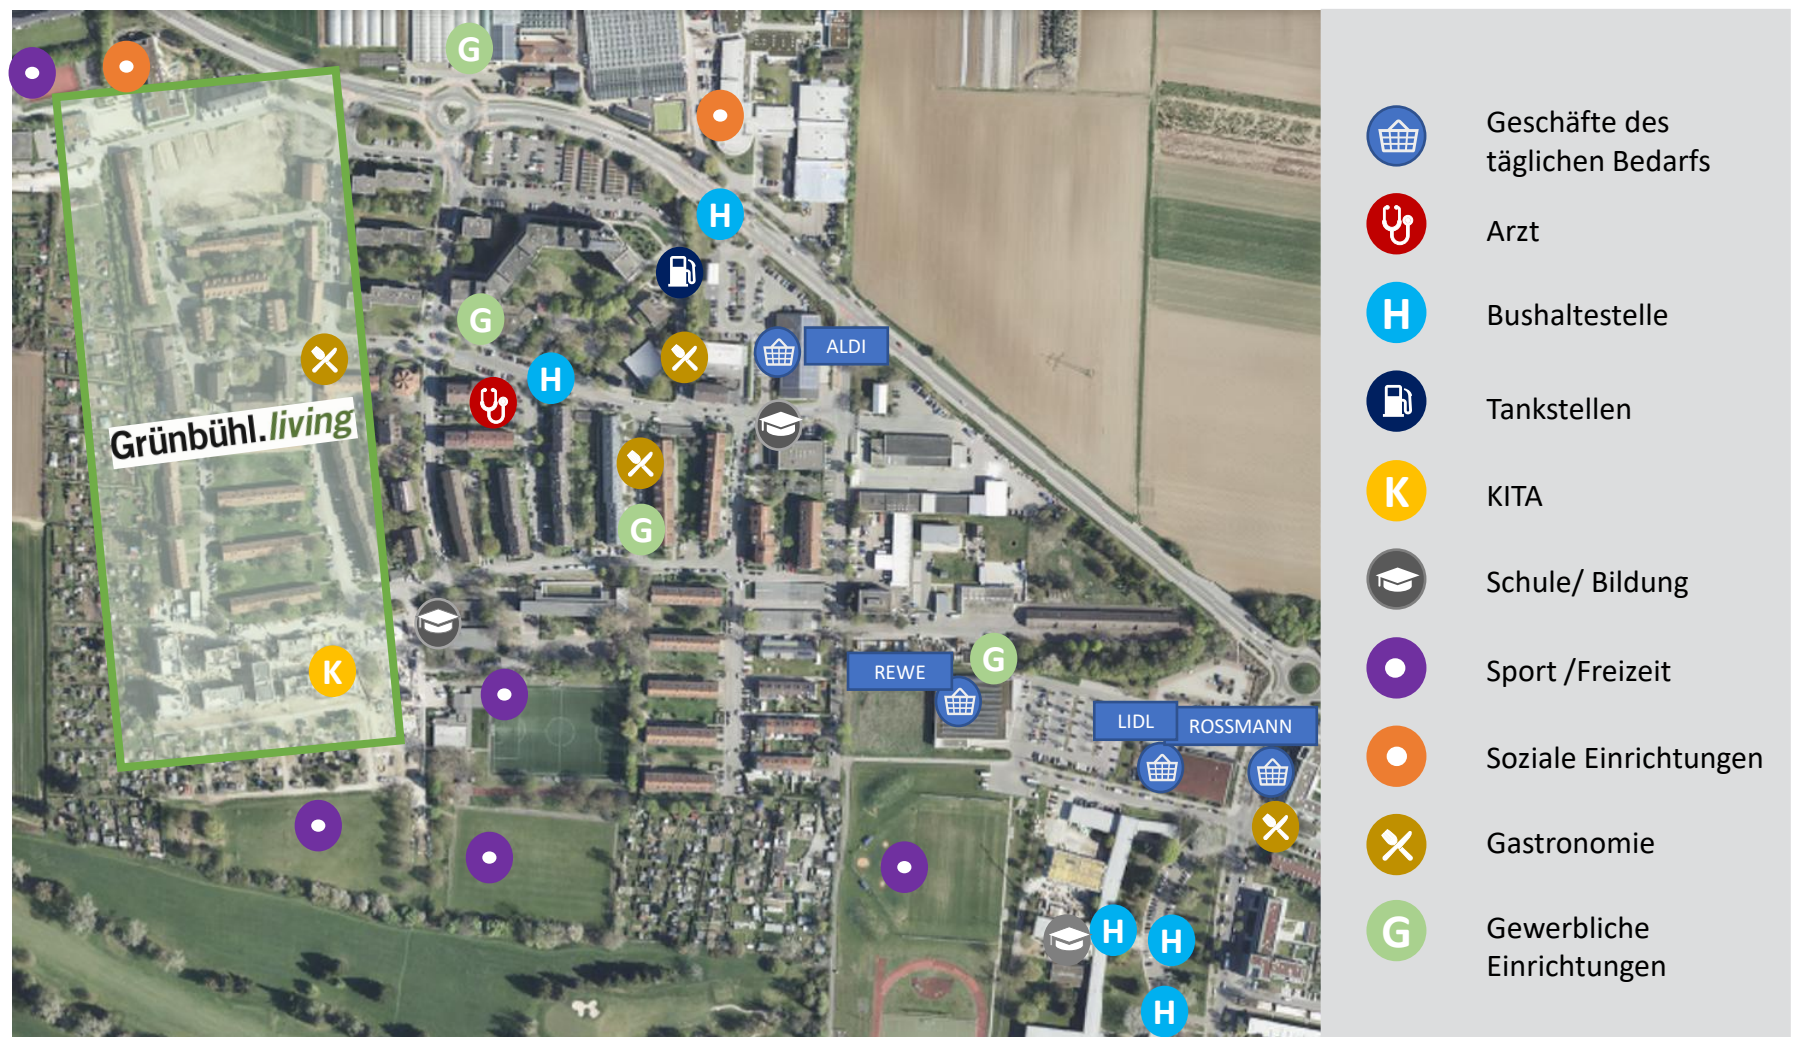 G
H
G
ALDI
H
Grünbühl.living
G
K
G
REWE
LIDL
ROSSMANN
H
H
H
Geschäfte des
täglichen Bedarfs
Arzt
H
Bushaltestelle
Tankstellen
K
KITA
Schule/ Bildung
Sport /Freizeit
Soziale Einrichtungen
Gastronomie
G
Gewerbliche
Einrichtungen